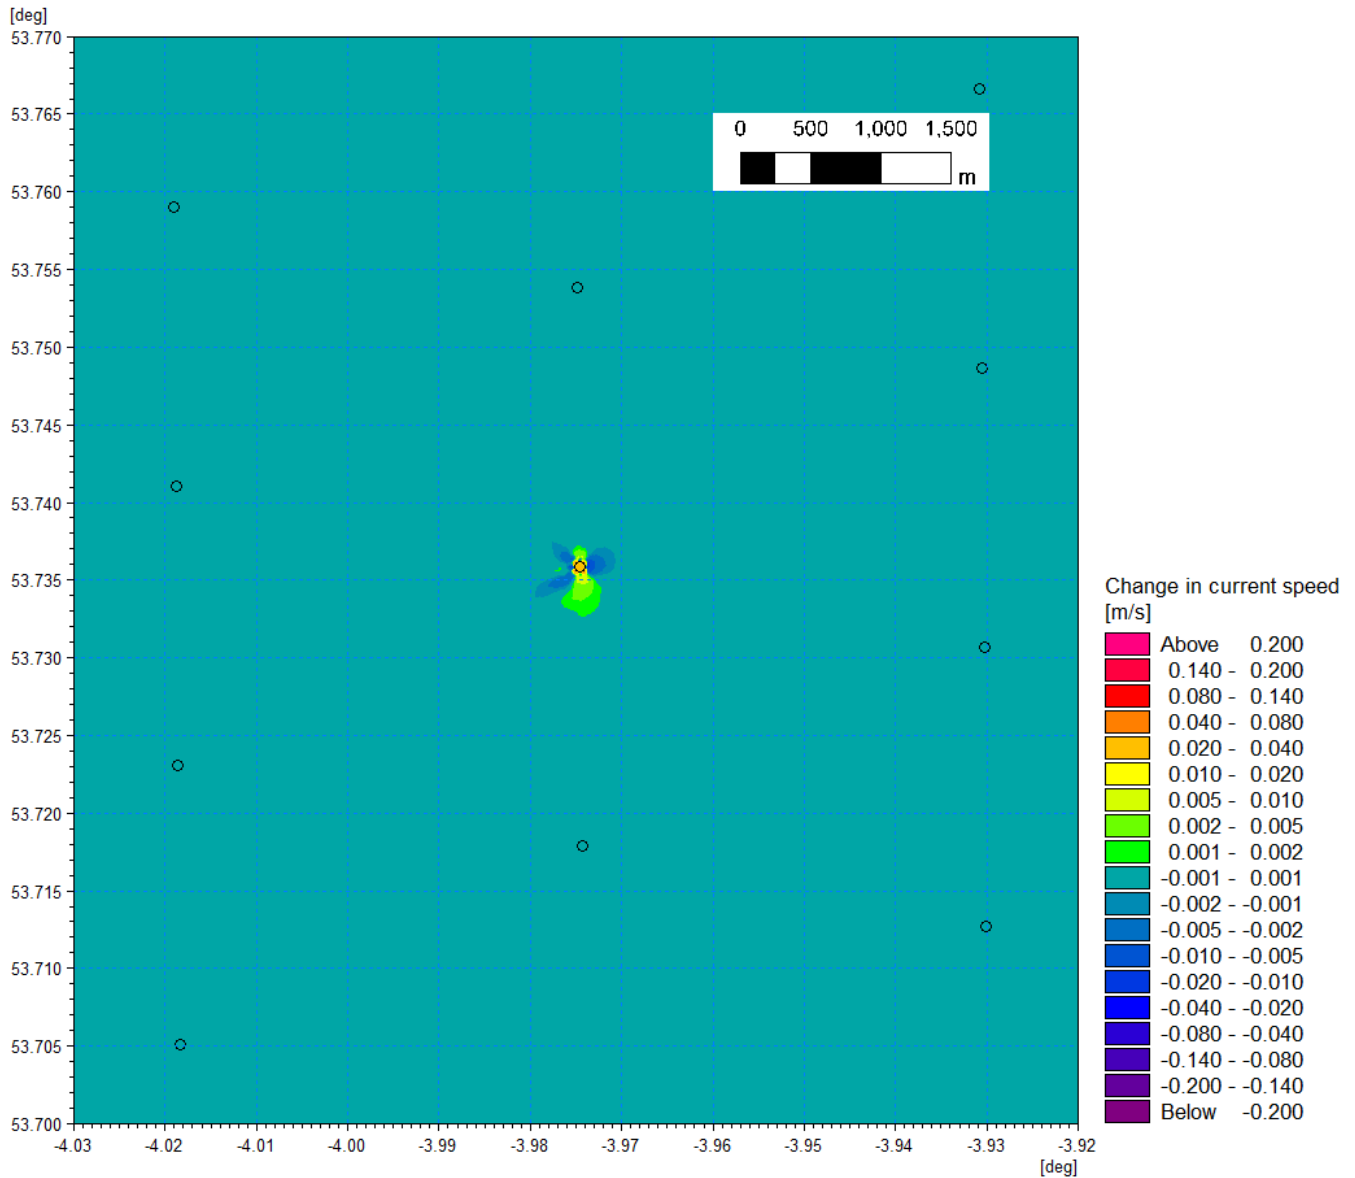 [deg]
53.770
53.765
53.760
53.755
53.750
53.745
53.740
53.735
53.730
53.725
53.720
53.715
53.710
53.705
53.700
0 500 1,000 1,500
m
-4.03 -4.02 -4.01 -4.00 -3.99 -3.98 -3.97 -3.96 -3.95 -3.94 -3.93 -3.92
[deg]
Change in current speed
[m/s]
Above 0.200
0.140 - 0.200
0.080 - 0.140
0.040 - 0.080
0.020 - 0.040
0.010 - 0.020
0.005 - 0.010
0.002 - 0.005
0.001 - 0.002
-0.001 - 0.001
-0.002 - -0.001
-0.005 - -0.002
-0.010 - -0.005
-0.020 - -0.010
-0.040 - -0.020
-0.080 - -0.040
-0.140 - -0.080
-0.200 - -0.140
Below -0.200